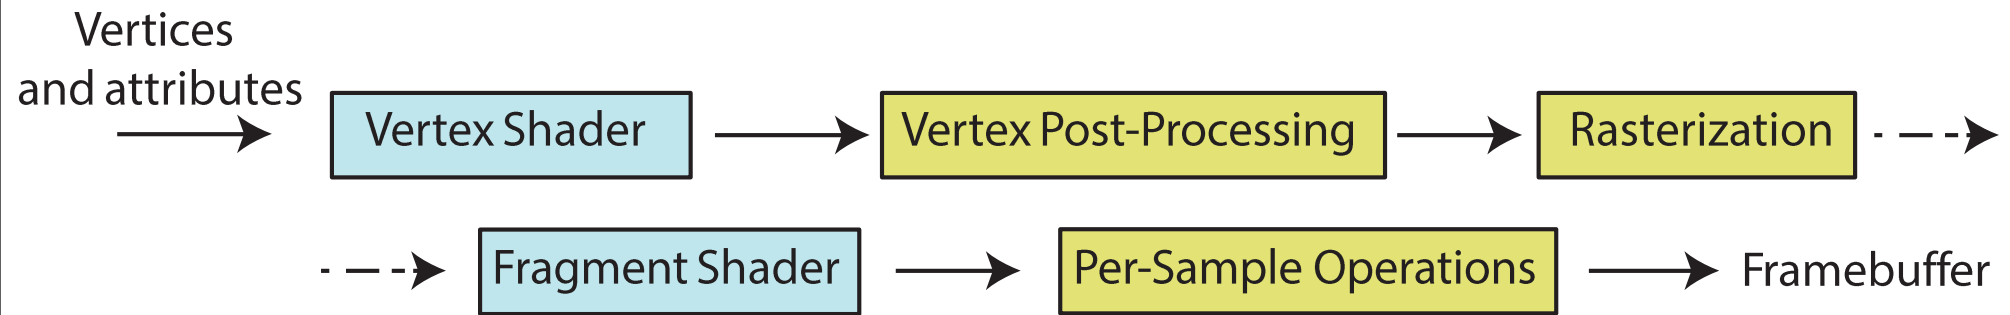 Vertices
and attributes
Vertex Shader
Vertex Post-Processing
Rasterization
Fragment Shader
Per-Sample Operations
Framebuffer